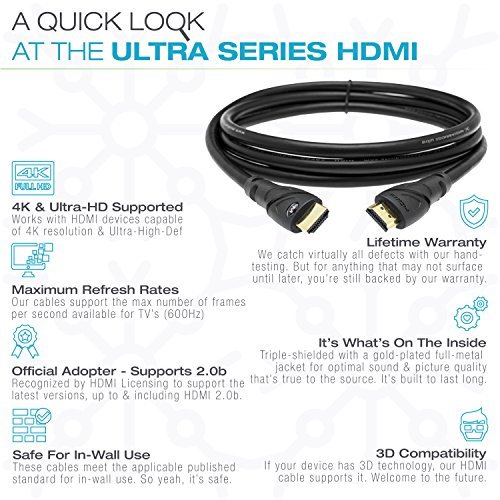 A QUICK LOOK
AT THE ULTRA SERIES HDMI
4K
FULL HD
4K & Ultra-HD Supported
Works with HDMI devices capable
of 4K resolution & Ultra-High-Def
Lifetime Warranty
We catch virtually all defects with our hand-
testing. But for anything that may not surface
until later, you're still backed by our warranty.
Maximum Refresh Rates
Our cables support the max number of frames
per second available for TV's (600Hz)
It's What's On The Inside
Triple-shielded with a gold-plated full-metal
jacket for optimal sound & picture quality
that's true to the source. It's built to last long.
Official Adopter - Supports 2.0b
Recognized by HDMI Licensing to support the
latest versions, up to & including HDMI 2.0b.
Safe For In-Wall Use
These cables meet the applicable published
standard for in-wall use. So yeah, it's safe.
3D Compatibility
If your device has 3D technology, our HDMI
cable supports it. Welcome to the future.